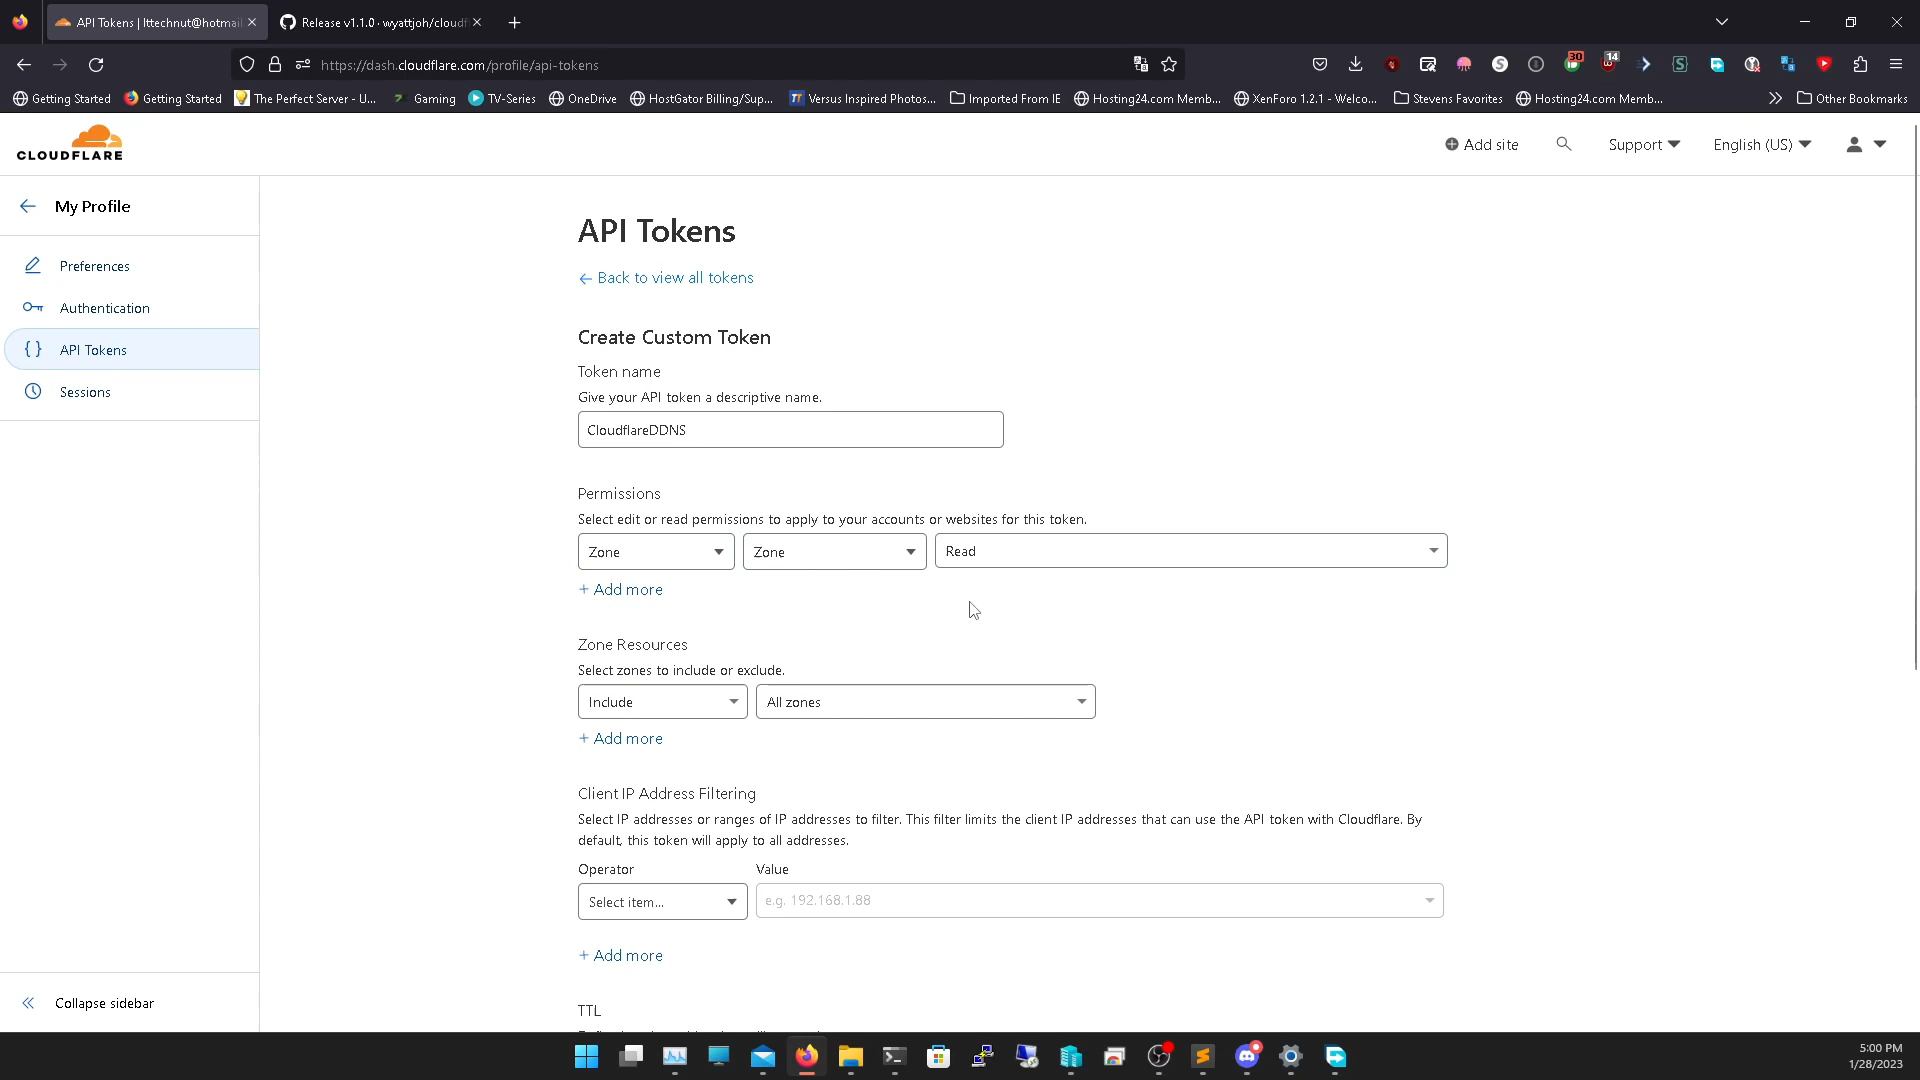 API Tokens | lttechnut@hotmail
Release v1.1.0 · wyattjoh/cloudf
https://dash.cloudflare.com/profile/api-tokens
30
14
Getting Started
Getting Started
The Perfect Server - U...
Gaming
TV-Series
OneDrive
HostGator Billing/Sup...
Versus Inspired Photos...
Imported From IE
Hosting24.com Memb...
XenForo 1.2.1 - Welco...
Stevens Favorites
Hosting24.com Memb...
Other Bookmarks
CLOUDFLARE
Add site
Support
English (US)
My Profile
Preferences
Authentication
API Tokens
Sessions
Collapse sidebar
API Tokens
← Back to view all tokens
Create Custom Token
Token name
Give your API token a descriptive name.
CloudflareDDNS
Permissions
Select edit or read permissions to apply to your accounts or websites for this token.
Zone
Zone
Read
+ Add more
Zone Resources
Select zones to include or exclude.
Include
All zones
+ Add more
Client IP Address Filtering
Select IP addresses or ranges of IP addresses to filter. This filter limits the client IP addresses that can use the API token with Cloudflare. By
default, this token will apply to all addresses.
Operator
Value
Select item...
e.g. 192.168.1.88
+ Add more
TTL
5:00 PM
1/28/2023